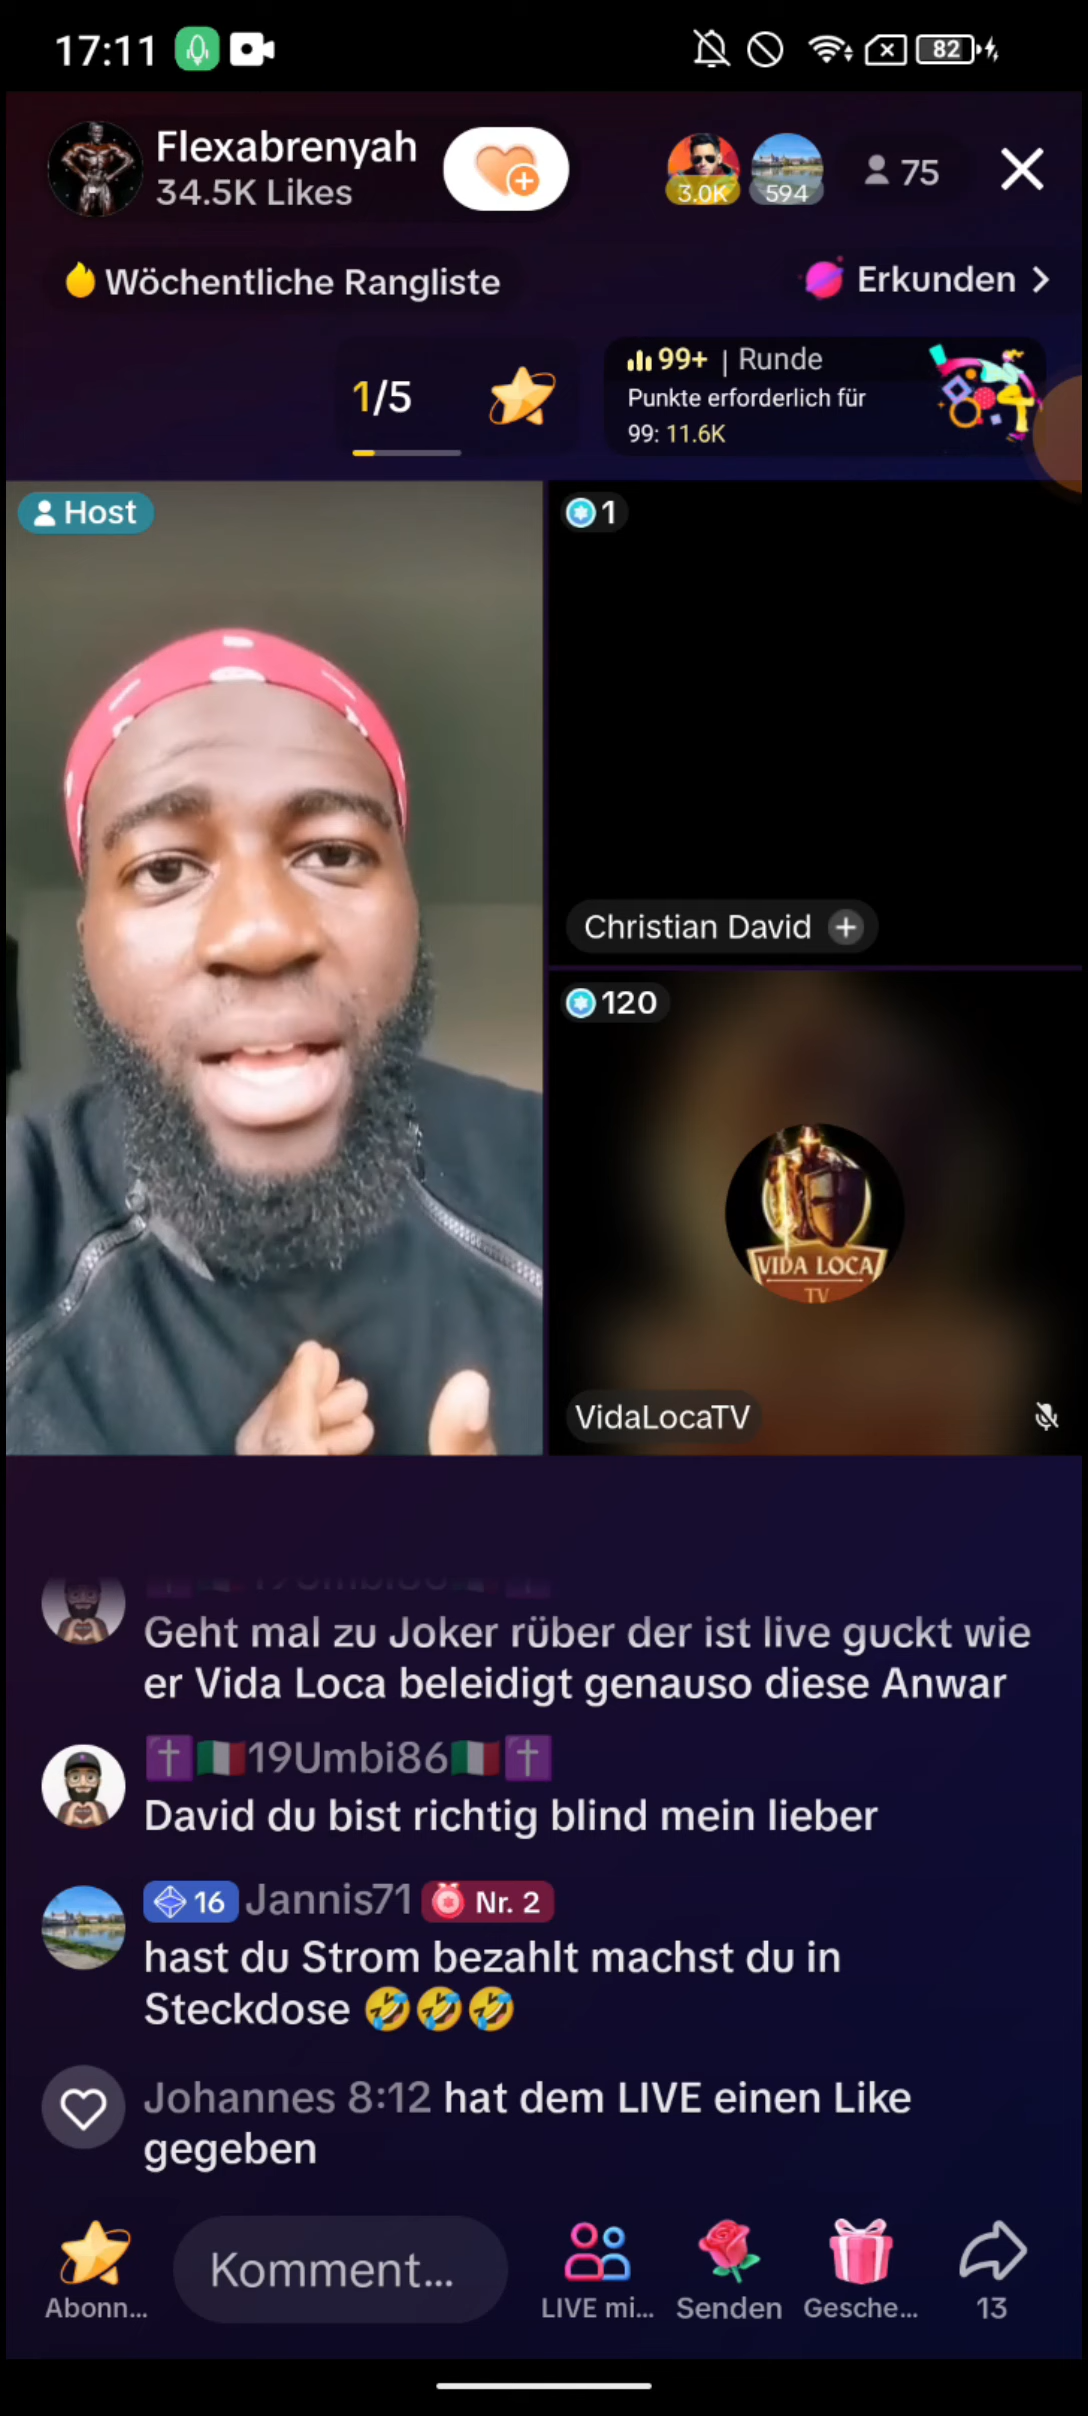 17:11
82
Flexabrenyah
34.5K Likes
3.0K
594
75
Wöchentliche Rangliste
Erkunden
1/5
99+ | Runde
Punkte erforderlich für
99: 11.6K
Host
1
Christian David
120
VIDA LOCA
TV
VidaLocaTV
Geht mal zu Joker rüber der ist live guckt wie
er Vida Loca beleidigt genauso diese Anwar
✝️🇮🇹19Umbi86🇮🇹✝️
David du bist richtig blind mein lieber
16 Jannis71 Nr. 2
hast du Strom bezahlt machst du in
Steckdose 🤣🤣🤣
Johannes 8:12 hat dem LIVE einen Like
gegeben
Komment...
Abonn...
LIVE mi...
Senden
Gesche...
13